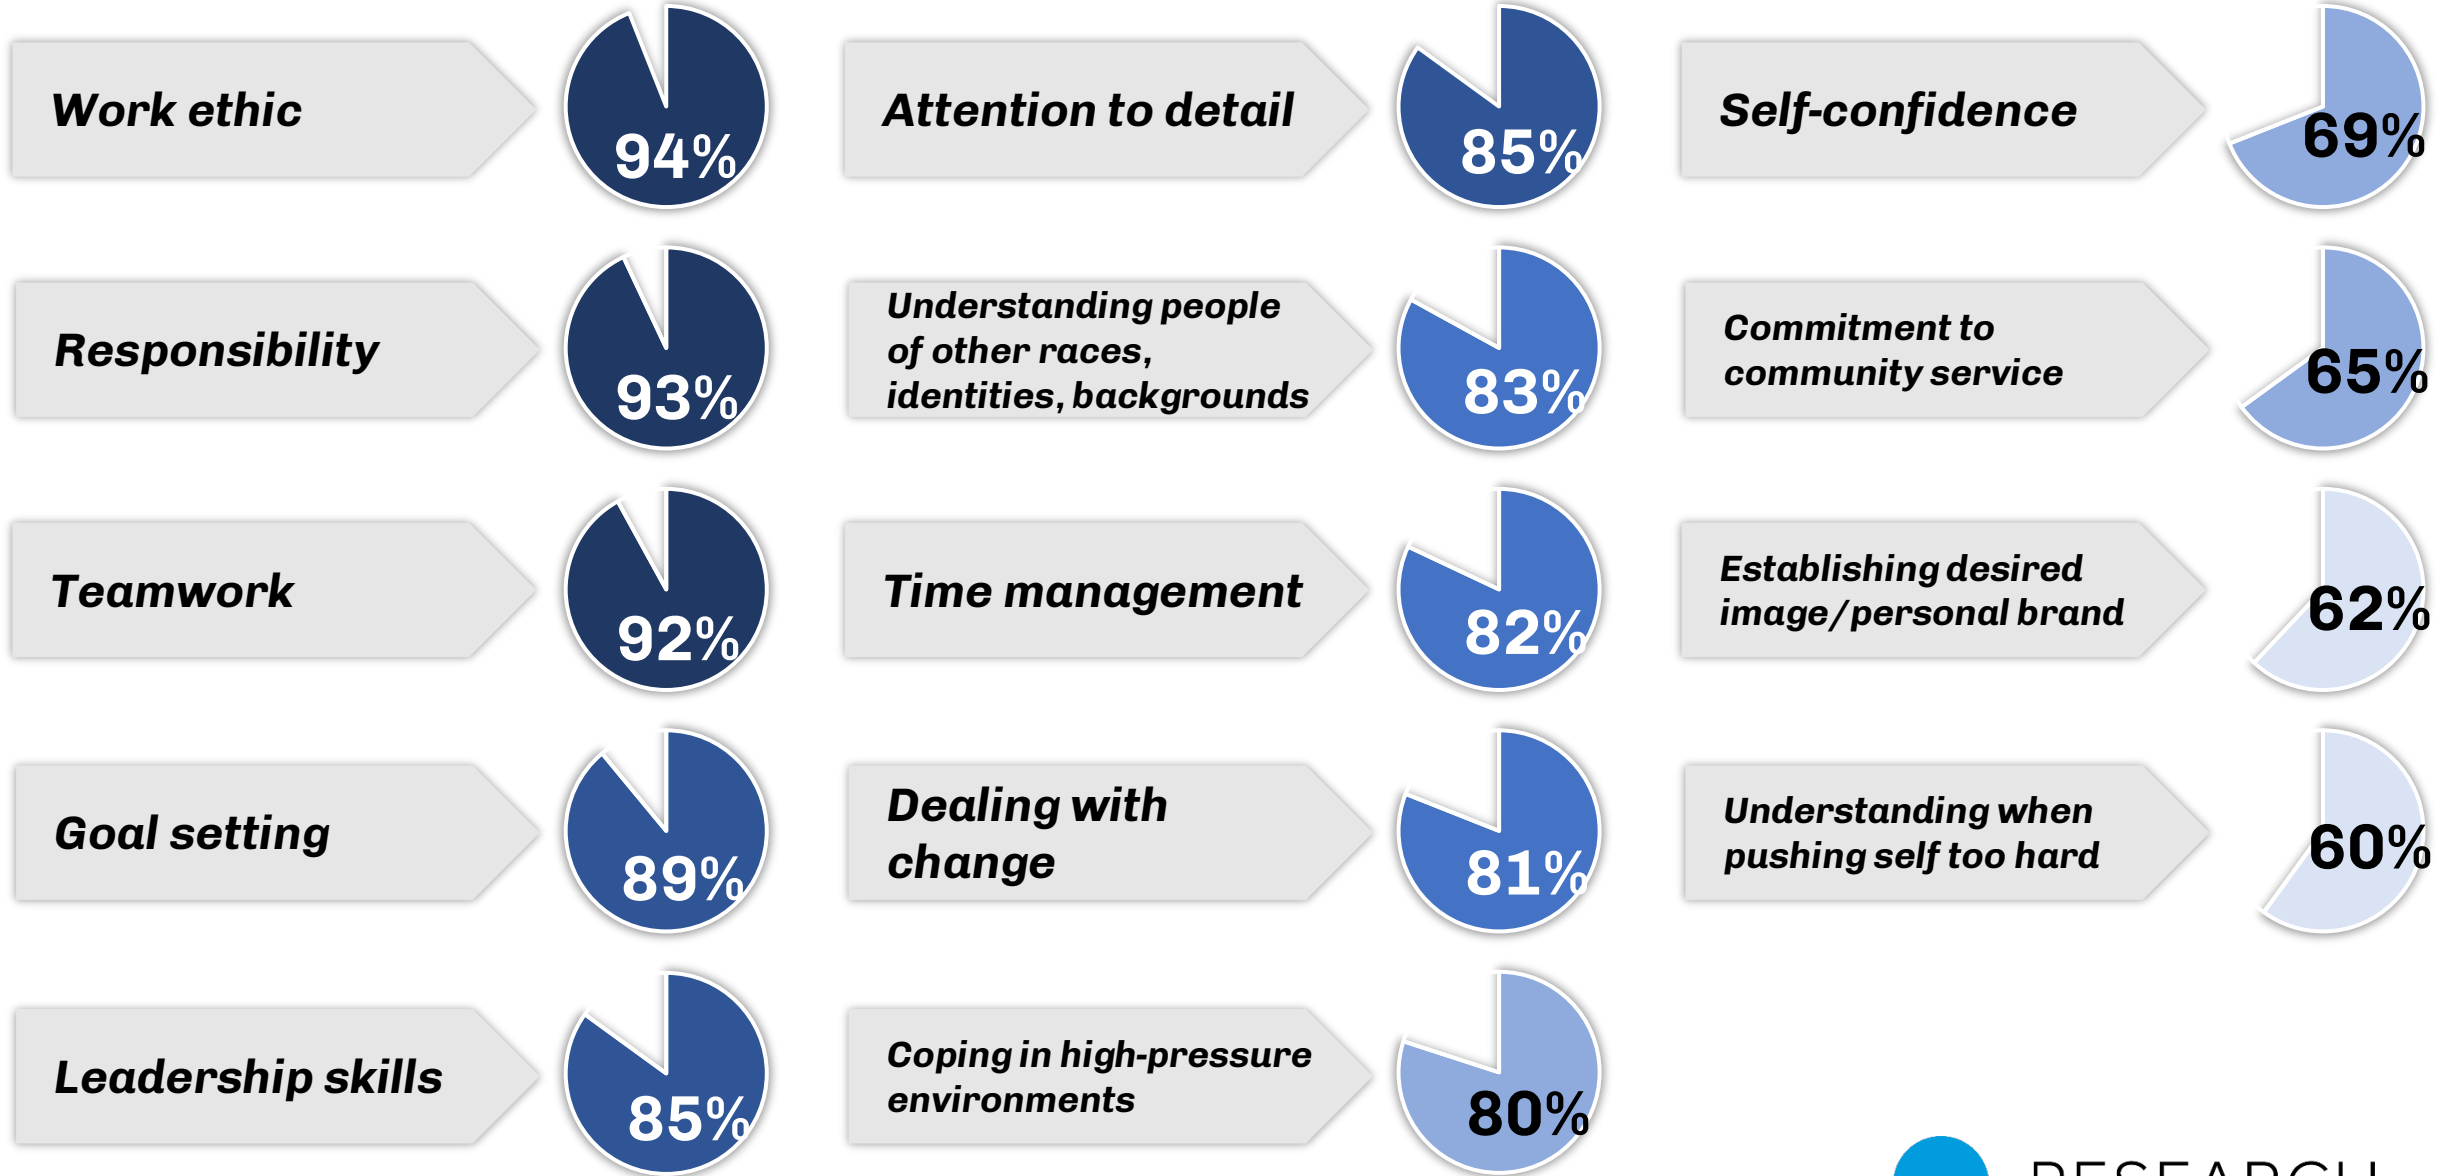 Work ethic
94%
Attention to detail
85%
Self-confidence
69%
Responsibility
93%
Understanding people
of other races,
identities, backgrounds
83%
Commitment to
community service
65%
Teamwork
92%
Time management
82%
Establishing desired
image/personal brand
62%
Goal setting
89%
Dealing with
change
81%
Understanding when
pushing self too hard
60%
Leadership skills
85%
Coping in high-pressure
environments
80%
RESEARCH